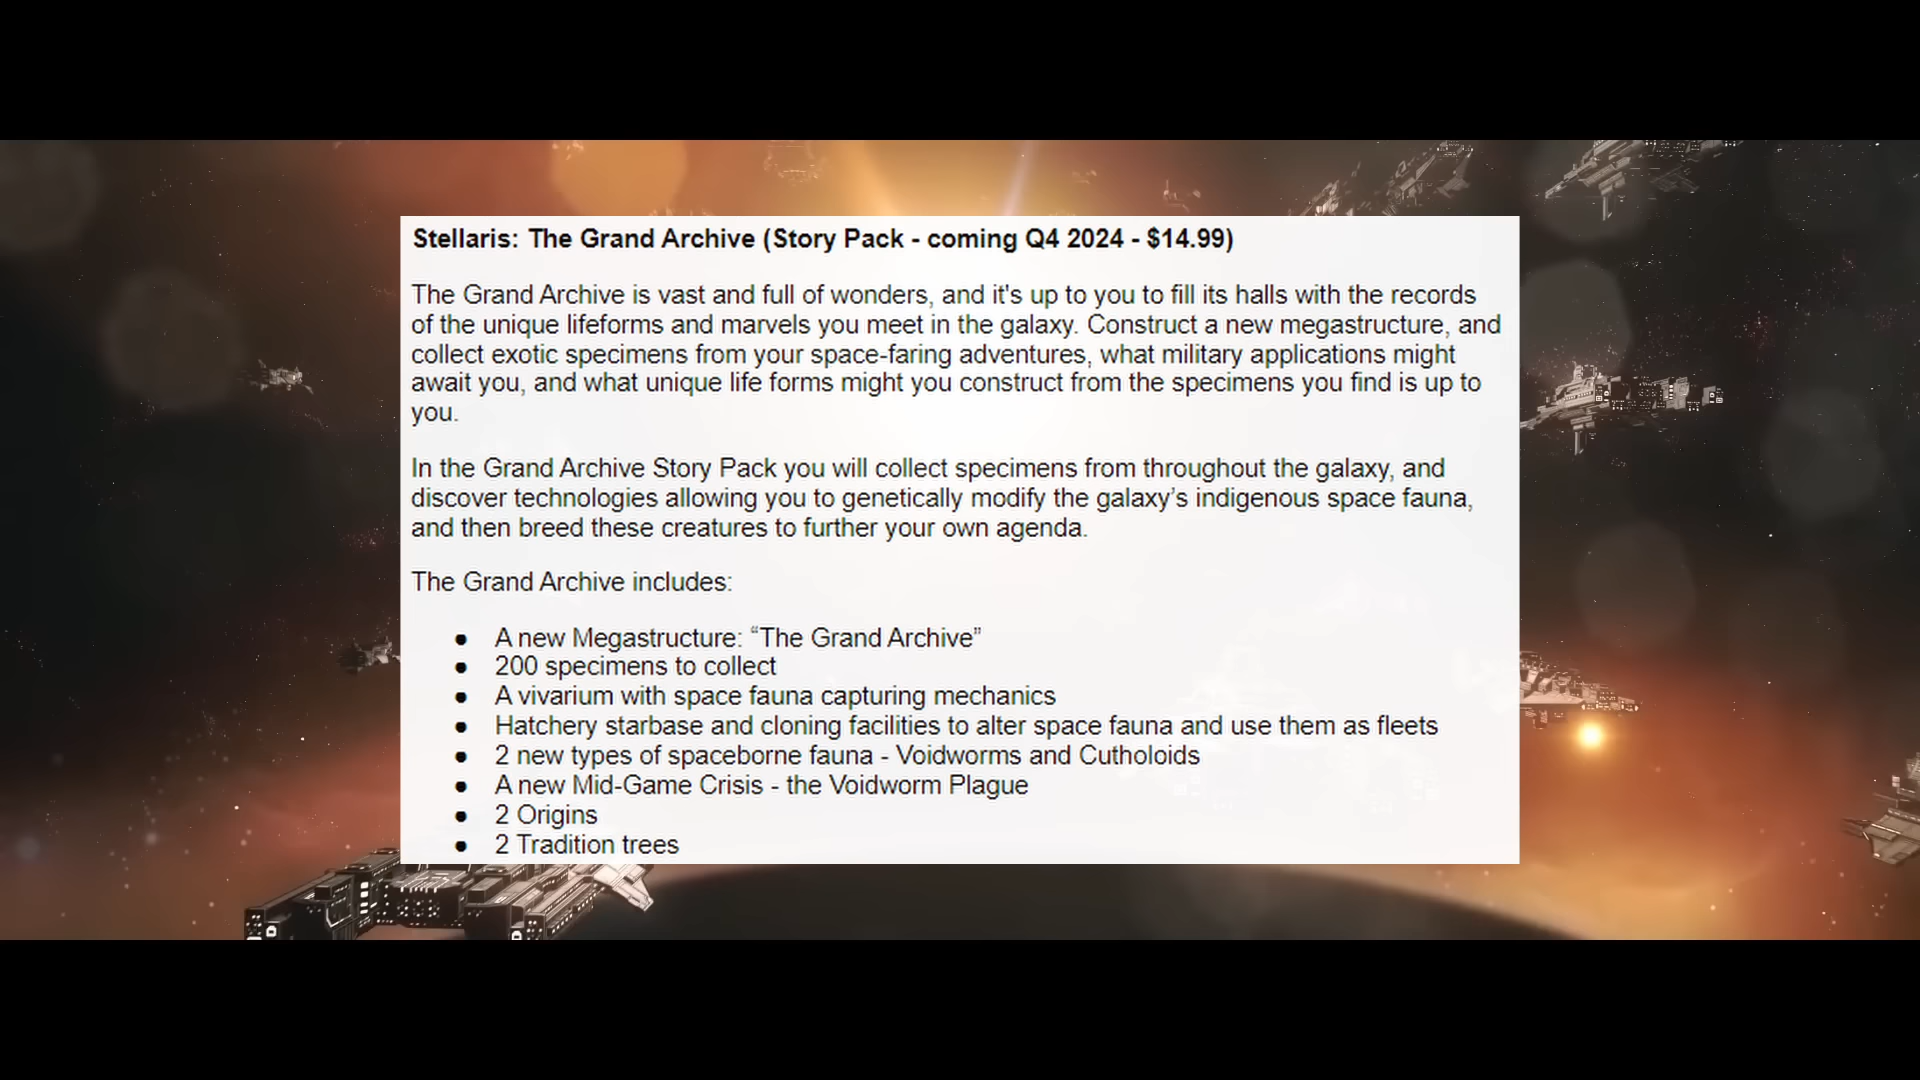 Stellaris: The Grand Archive (Story Pack - coming Q4 2024 - $14.99)
The Grand Archive is vast and full of wonders, and it's up to you to fill its halls with the records
of the unique lifeforms and marvels you meet in the galaxy. Construct a new megastructure, and
collect exotic specimens from your space-faring adventures, what military applications might
await you, and what unique life forms might you construct from the specimens you find is up to
you.
In the Grand Archive Story Pack you will collect specimens from throughout the galaxy, and
discover technologies allowing you to genetically modify the galaxy’s indigenous space fauna,
and then breed these creatures to further your own agenda.
The Grand Archive includes:
● A new Megastructure: “The Grand Archive”
● 200 specimens to collect
● A vivarium with space fauna capturing mechanics
● Hatchery starbase and cloning facilities to alter space fauna and use them as fleets
● 2 new types of spaceborne fauna - Voidworms and Cutholoids
● A new Mid-Game Crisis - the Voidworm Plague
● 2 Origins
● 2 Tradition trees